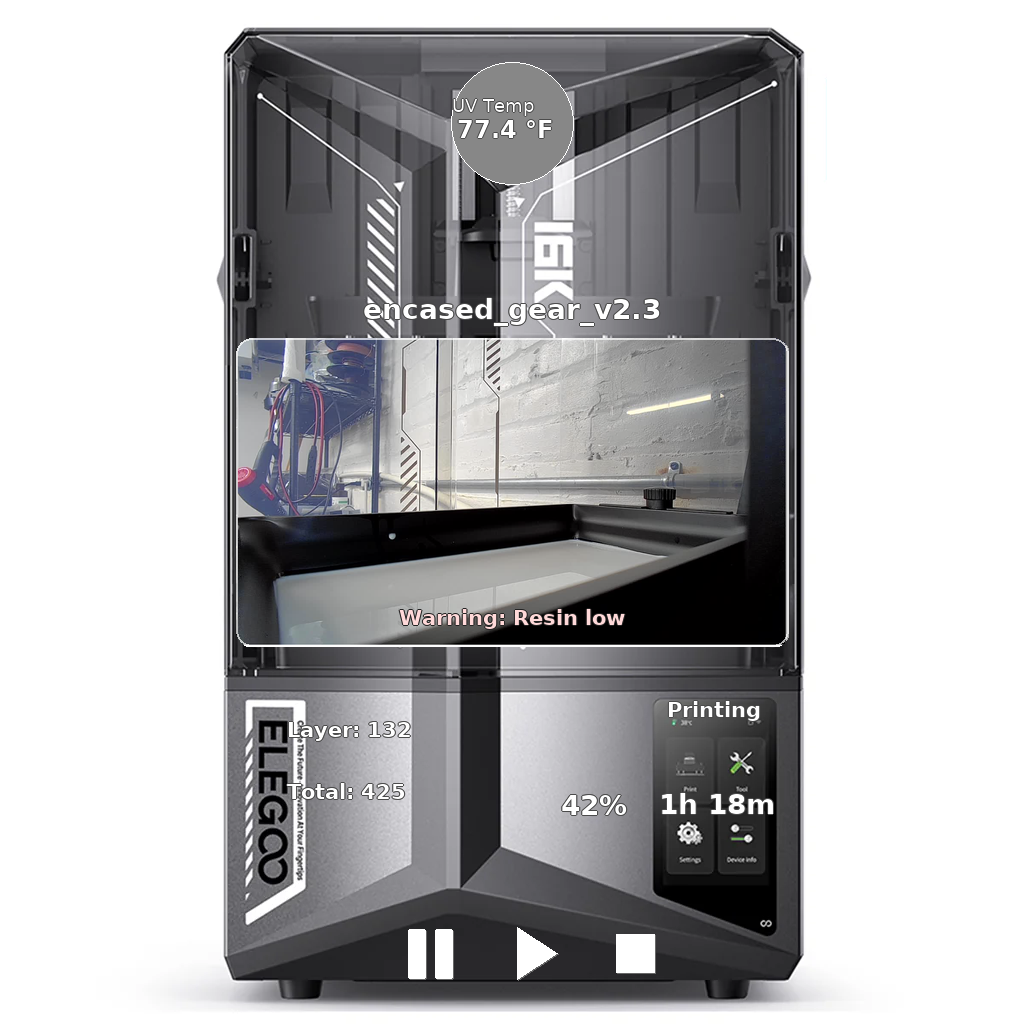 UV Temp
77.4 °F
16K
encased_gear_v2.3
Warning: Resin low
Printing
38°C
Layer: 132
Total: 425
ELEGOO
Print
Tool
42%
1h 18m
Settings
Device info